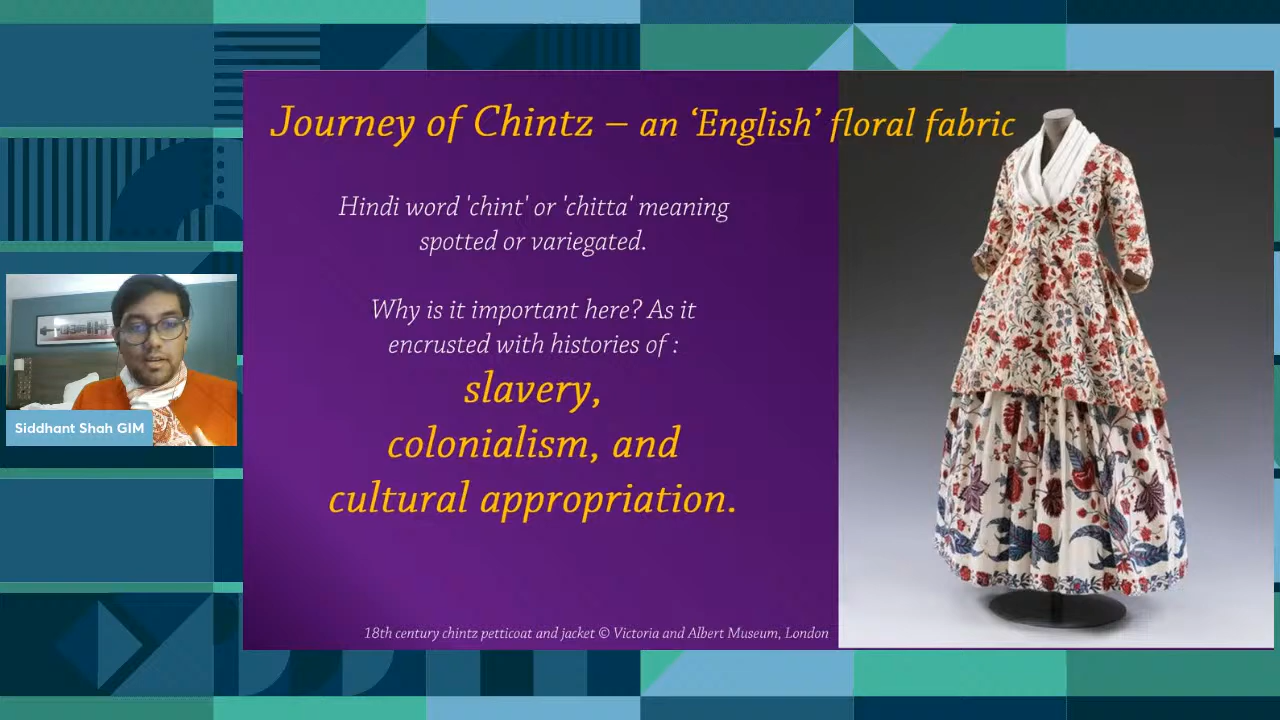 Journey of Chintz – an ‘English’ floral fabric
Hindi word 'chint' or 'chitta' meaning
spotted or variegated.
Why is it important here? As it
encrusted with histories of :
slavery,
colonialism, and
cultural appropriation.
Siddhant Shah GIM
18th century chintz petticoat and jacket © Victoria and Albert Museum, London